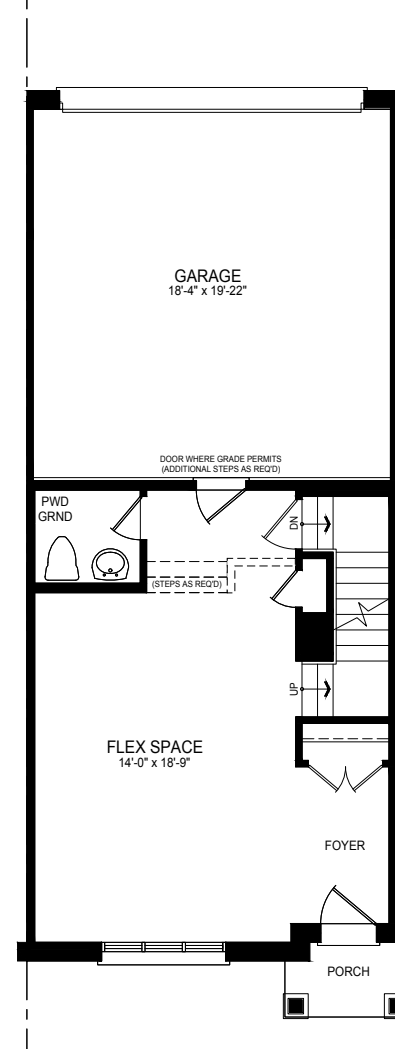 GARAGE
18'-4" x 19'-22"
DOOR WHERE GRADE PERMITS
(ADDITIONAL STEPS AS REQ'D)
PWD
GRND
DN
(STEPS AS REQ'D)
UP
FLEX SPACE
14'-0" x 18'-9"
FOYER
PORCH